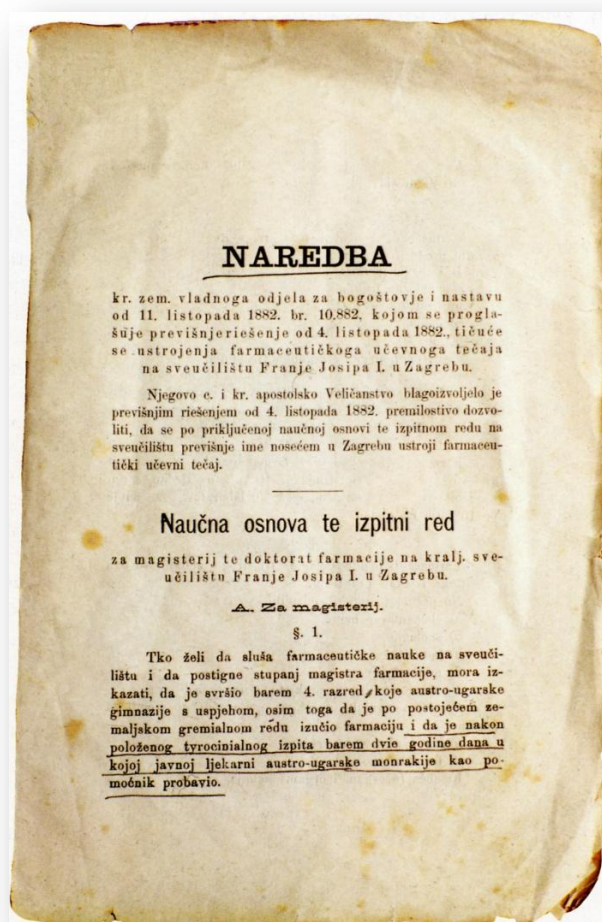 NAREDBA
kr. zem. vladnoga odjela za bogoštovje i nastavu
od 11. listopada 1882. br. 10.882, kojom se progla-
šuje previšnje riešenje od 4. listopada 1882., tičuće
se ustrojenja farmaceutičkoga učevnoga tečaja
na sveučilištu Franje Josipa I. u Zagrebu.
Njegovo c. i kr. apostolsko Veličanstvo blagoizvoljelo je
previšnjim riešenjem od 4. listopada 1882. premilostivo dozvo-
liti, da se po priključenoj naučnoj osnovi te izpitnom redu na
sveučilištu previšnje ime nosećem u Zagrebu ustroji farmaceu-
tički učevni tečaj.
Naučna osnova te izpitni red
za magisterij te doktorat farmacije na kralj. sve-
učilištu Franje Josipa I. u Zagrebu.
A. Za magisterij.
§. 1.
Tko želi da sluša farmaceutičke nauke na sveuči-
lištu i da postigne stupanj magistra farmacije, mora iz-
kazati, da je svršio barem 4. razred koje austro-ugarske
gimnazije s uspjehom, osim toga da je po postojećem ze-
maljskom gremialnom redu izučio farmaciju i da je nakon
položenog tyrocinialnog izpita barem dvie godine dana u
kojoj javnoj ljekarni austro-ugarske monrakije kao po-
moćnik probavio.